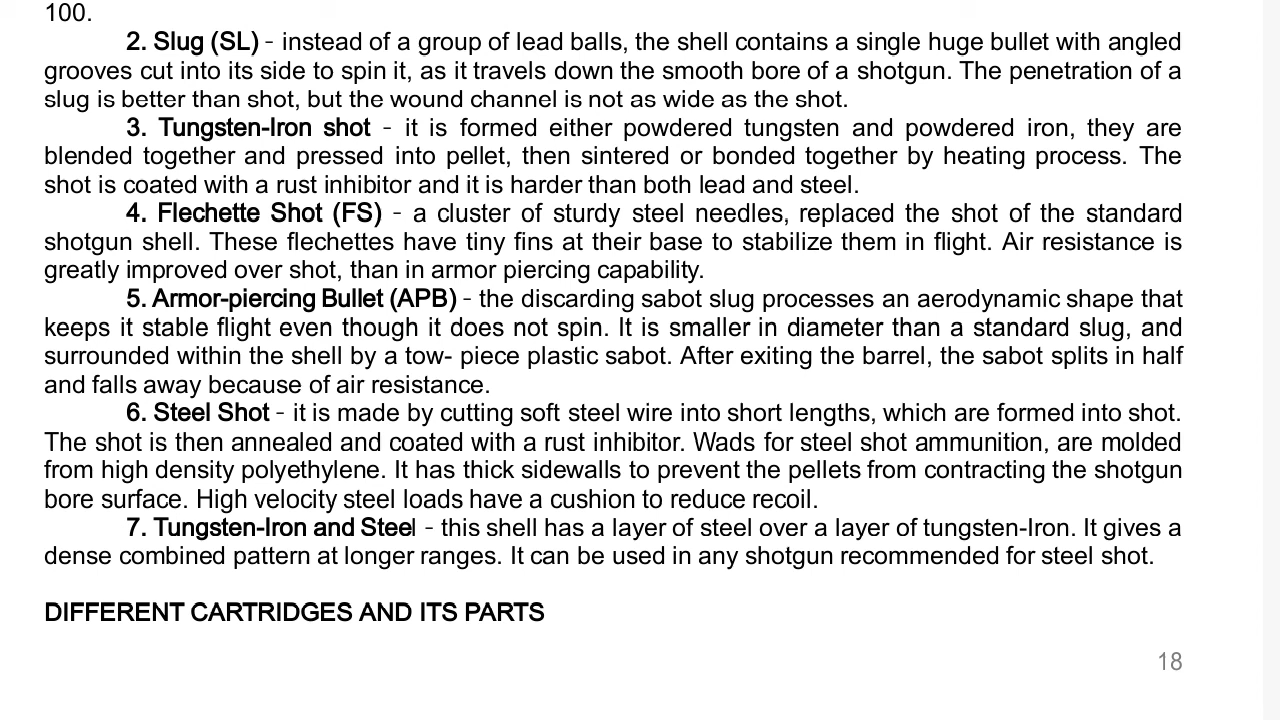 100.
2. Slug (SL) - instead of a group of lead balls, the shell contains a single huge bullet with angled
grooves cut into its side to spin it, as it travels down the smooth bore of a shotgun. The penetration of a
slug is better than shot, but the wound channel is not as wide as the shot.
3. Tungsten-Iron shot - it is formed either powdered tungsten and powdered iron, they are
blended together and pressed into pellet, then sintered or bonded together by heating process. The
shot is coated with a rust inhibitor and it is harder than both lead and steel.
4. Flechette Shot (FS) - a cluster of sturdy steel needles, replaced the shot of the standard
shotgun shell. These flechettes have tiny fins at their base to stabilize them in flight. Air resistance is
greatly improved over shot, than in armor piercing capability.
5. Armor-piercing Bullet (APB) - the discarding sabot slug processes an aerodynamic shape that
keeps it stable flight even though it does not spin. It is smaller in diameter than a standard slug, and
surrounded within the shell by a tow- piece plastic sabot. After exiting the barrel, the sabot splits in half
and falls away because of air resistance.
6. Steel Shot - it is made by cutting soft steel wire into short lengths, which are formed into shot.
The shot is then annealed and coated with a rust inhibitor. Wads for steel shot ammunition, are molded
from high density polyethylene. It has thick sidewalls to prevent the pellets from contracting the shotgun
bore surface. High velocity steel loads have a cushion to reduce recoil.
7. Tungsten-Iron and Steel - this shell has a layer of steel over a layer of tungsten-Iron. It gives a
dense combined pattern at longer ranges. It can be used in any shotgun recommended for steel shot.
DIFFERENT CARTRIDGES AND ITS PARTS
18